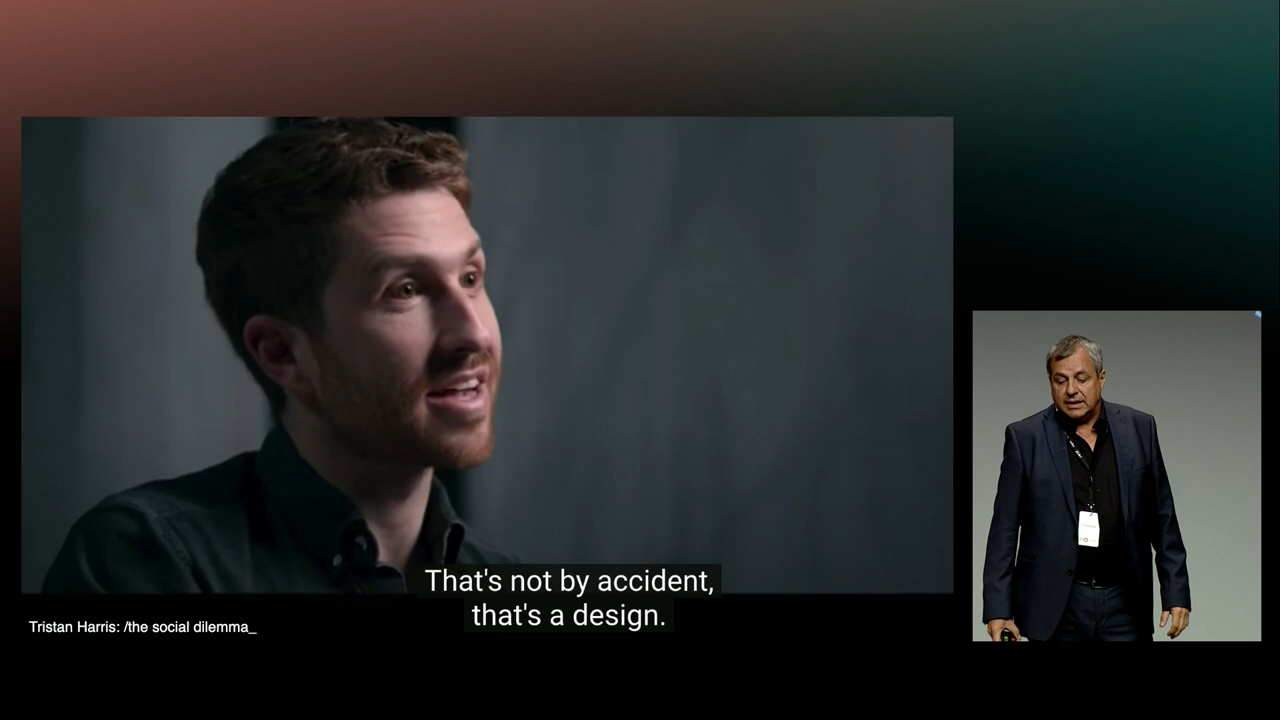 That's not by accident,
that's a design.
Tristan Harris: /the social dilemma_